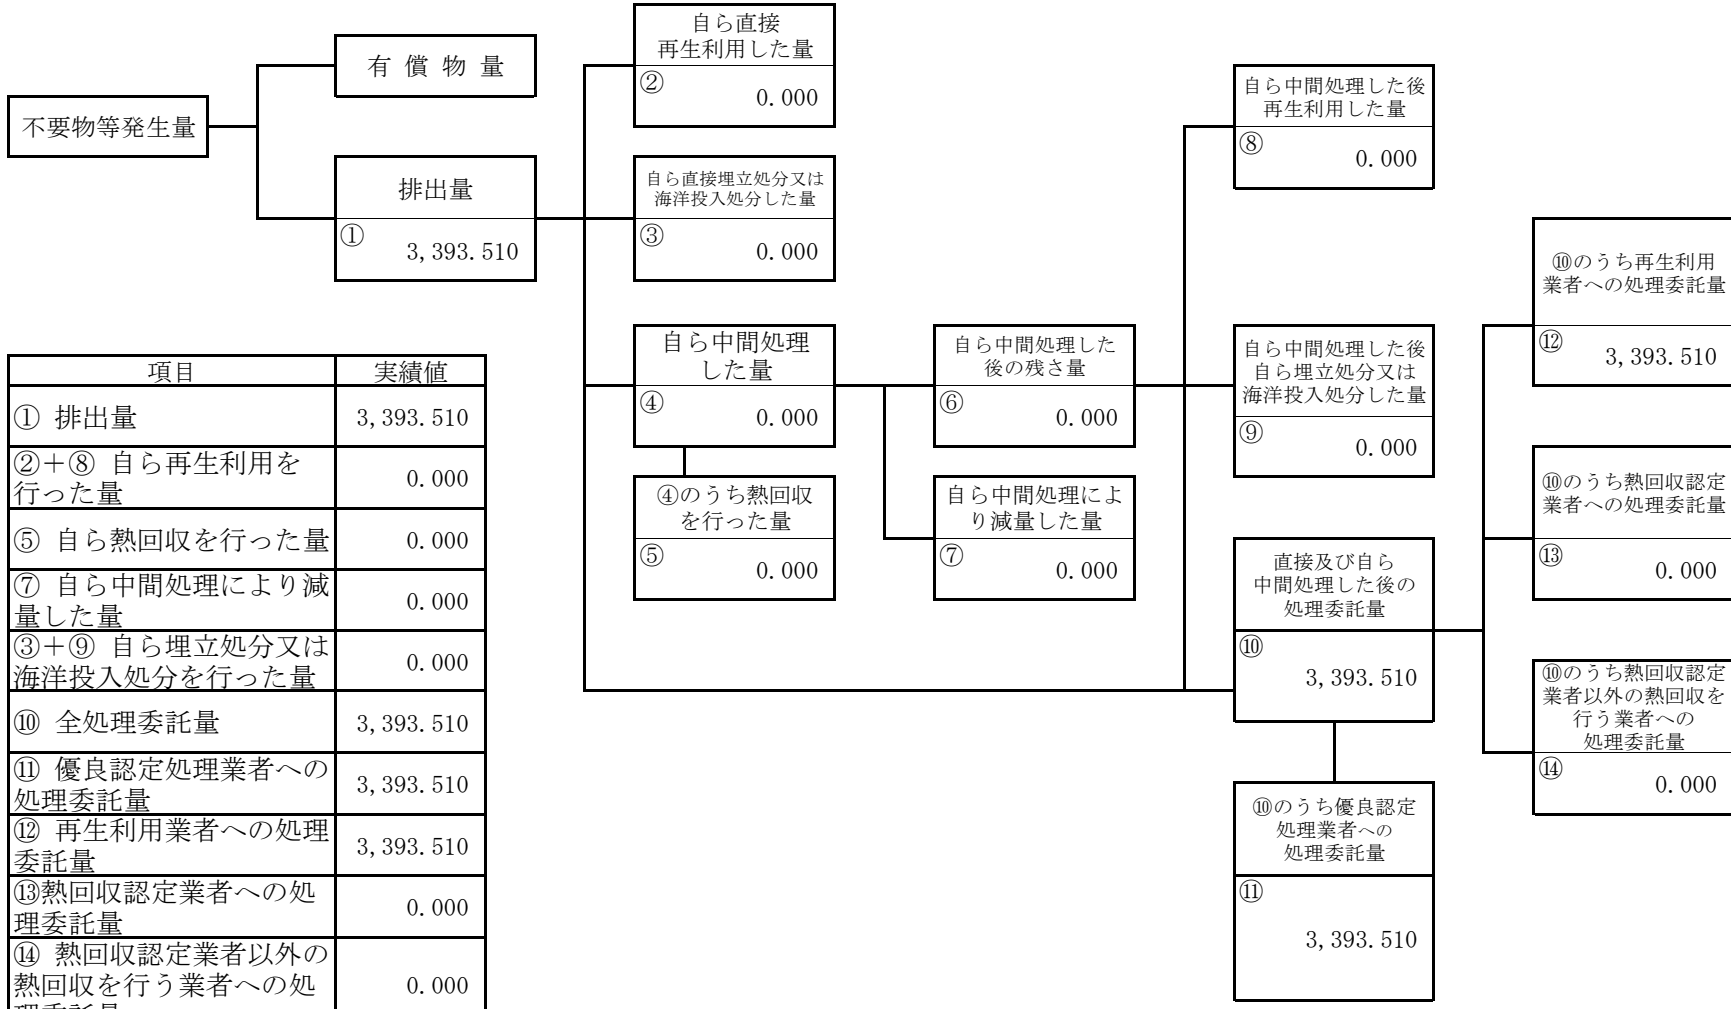 不要物等発生量
有 償 物 量
排出量
①
3,393.510
自ら直接
再生利用した量
②
0.000
自ら直接埋立処分又は
海洋投入処分した量
③
0.000
自ら中間処理
した量
④
0.000
④のうち熱回収
を行った量
⑤
0.000
自ら中間処理した
後の残さ量
⑥
0.000
自ら中間処理によ
り減量した量
⑦
0.000
自ら中間処理した後
再生利用した量
⑧
0.000
自ら中間処理した後
自ら埋立処分又は
海洋投入処分した量
⑨
0.000
直接及び自ら
中間処理した後の
処理委託量
⑩
3,393.510
⑩のうち優良認定
処理業者への
処理委託量
⑪
3,393.510
⑩のうち再生利用
業者への処理委託量
⑫
3,393.510
⑩のうち熱回収認定
業者への処理委託量
⑬
0.000
⑩のうち熱回収認定
業者以外の熱回収を
行う業者への
処理委託量
⑭
0.000
項目 実績値
① 排出量 3,393.510
②＋⑧ 自ら再生利用を
行った量 0.000
⑤ 自ら熱回収を行った量 0.000
⑦ 自ら中間処理により減
量した量 0.000
③＋⑨ 自ら埋立処分又は
海洋投入処分を行った量 0.000
⑩ 全処理委託量 3,393.510
⑪ 優良認定処理業者への
処理委託量 3,393.510
⑫ 再生利用業者への処理
委託量 3,393.510
⑬熱回収認定業者への処
理委託量 0.000
⑭ 熱回収認定業者以外の
熱回収を行う業者への処 0.000